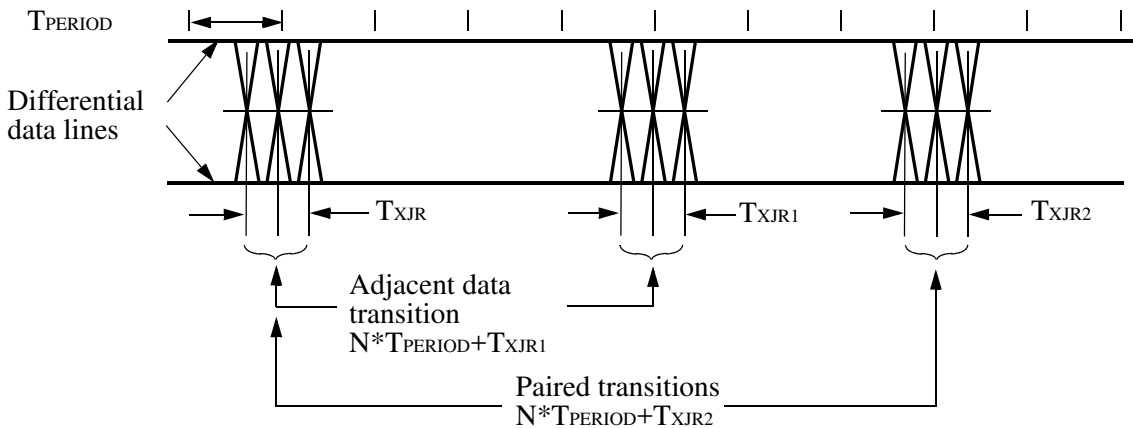 TPERIOD
Differential
data lines
TXJR
TXJR1
TXJR2
Adjacent data
transition
N*TPERIOD+TXJR1
Paired transitions
N*TPERIOD+TXJR2